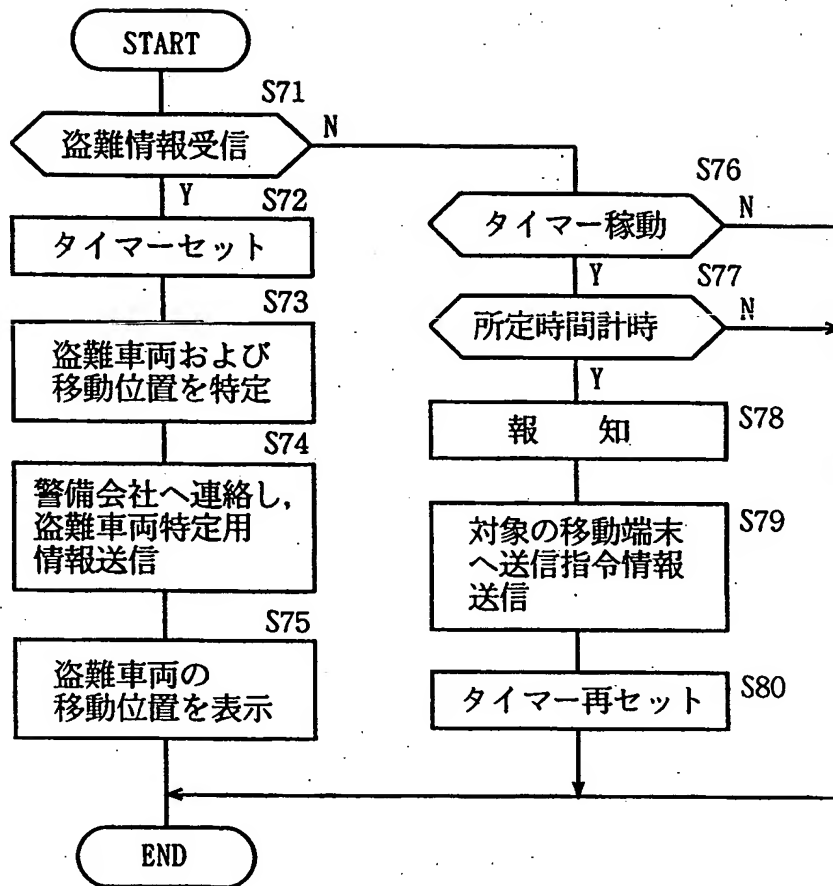 START
S71
盗難情報受信
N
Y
S72
タイマーセット
S73
盗難車両および
移動位置を特定
S74
警備会社へ連絡し,
盗難車両特定用
情報送信
S75
盗難車両の
移動位置を表示
END
S76
タイマー稼動
N
Y
S77
所定時間計時
N
Y
報 知
S78
対象の移動端末
へ送信指令情報
送信
S79
タイマー再セット
S80